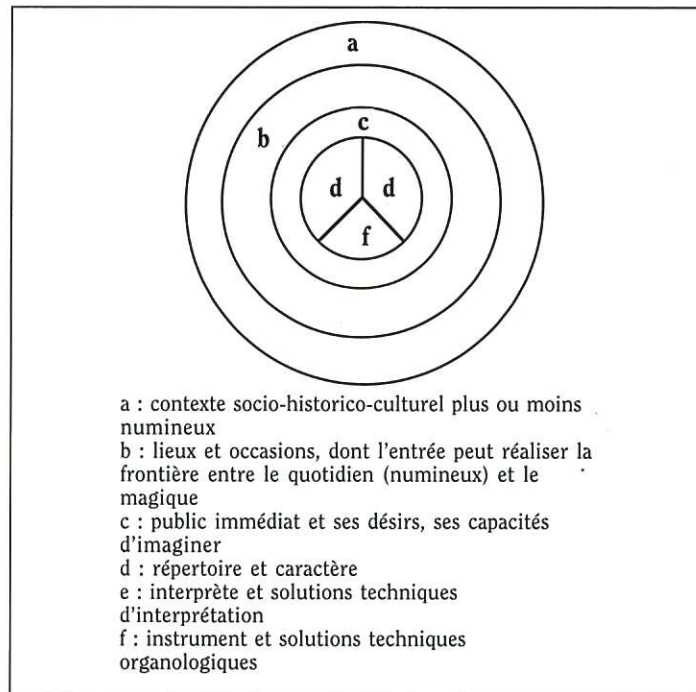 a
b
c
d d
f
a : contexte socio-historico-culturel plus ou moins
numineux
b : lieux et occasions, dont l'entrée peut réaliser la
frontière entre le quotidien (numineux) et le
magique
c : public immédiat et ses désirs, ses capacités
d'imaginer
d : répertoire et caractère
e : interprète et solutions techniques
d'interprétation
f : instrument et solutions techniques
organologiques